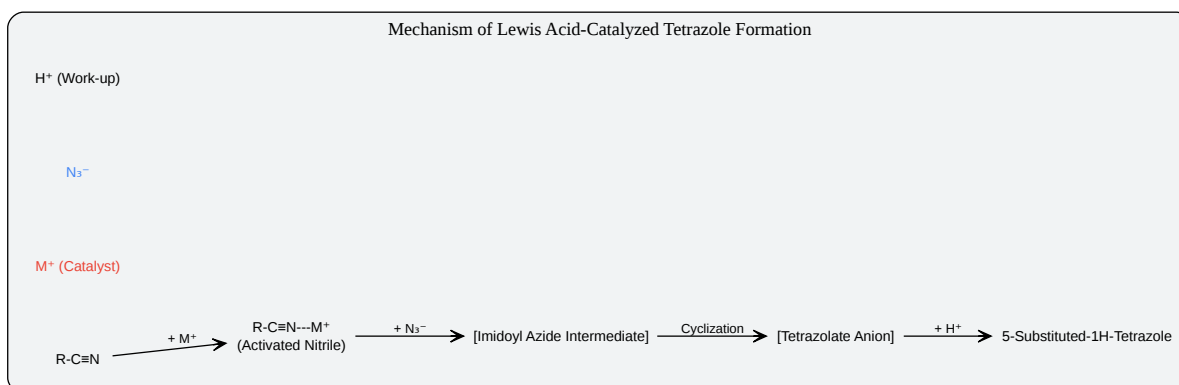 Mechanism of Lewis Acid-Catalyzed Tetrazole Formation
H⁺ (Work-up)
N₃⁻
M⁺ (Catalyst)
R-C≡N
+ M⁺
R-C≡N---M⁺
(Activated Nitrile)
+ N₃⁻
[Imidoyl Azide Intermediate]
Cyclization
[Tetrazolate Anion]
+ H⁺
5-Substituted-1H-Tetrazole